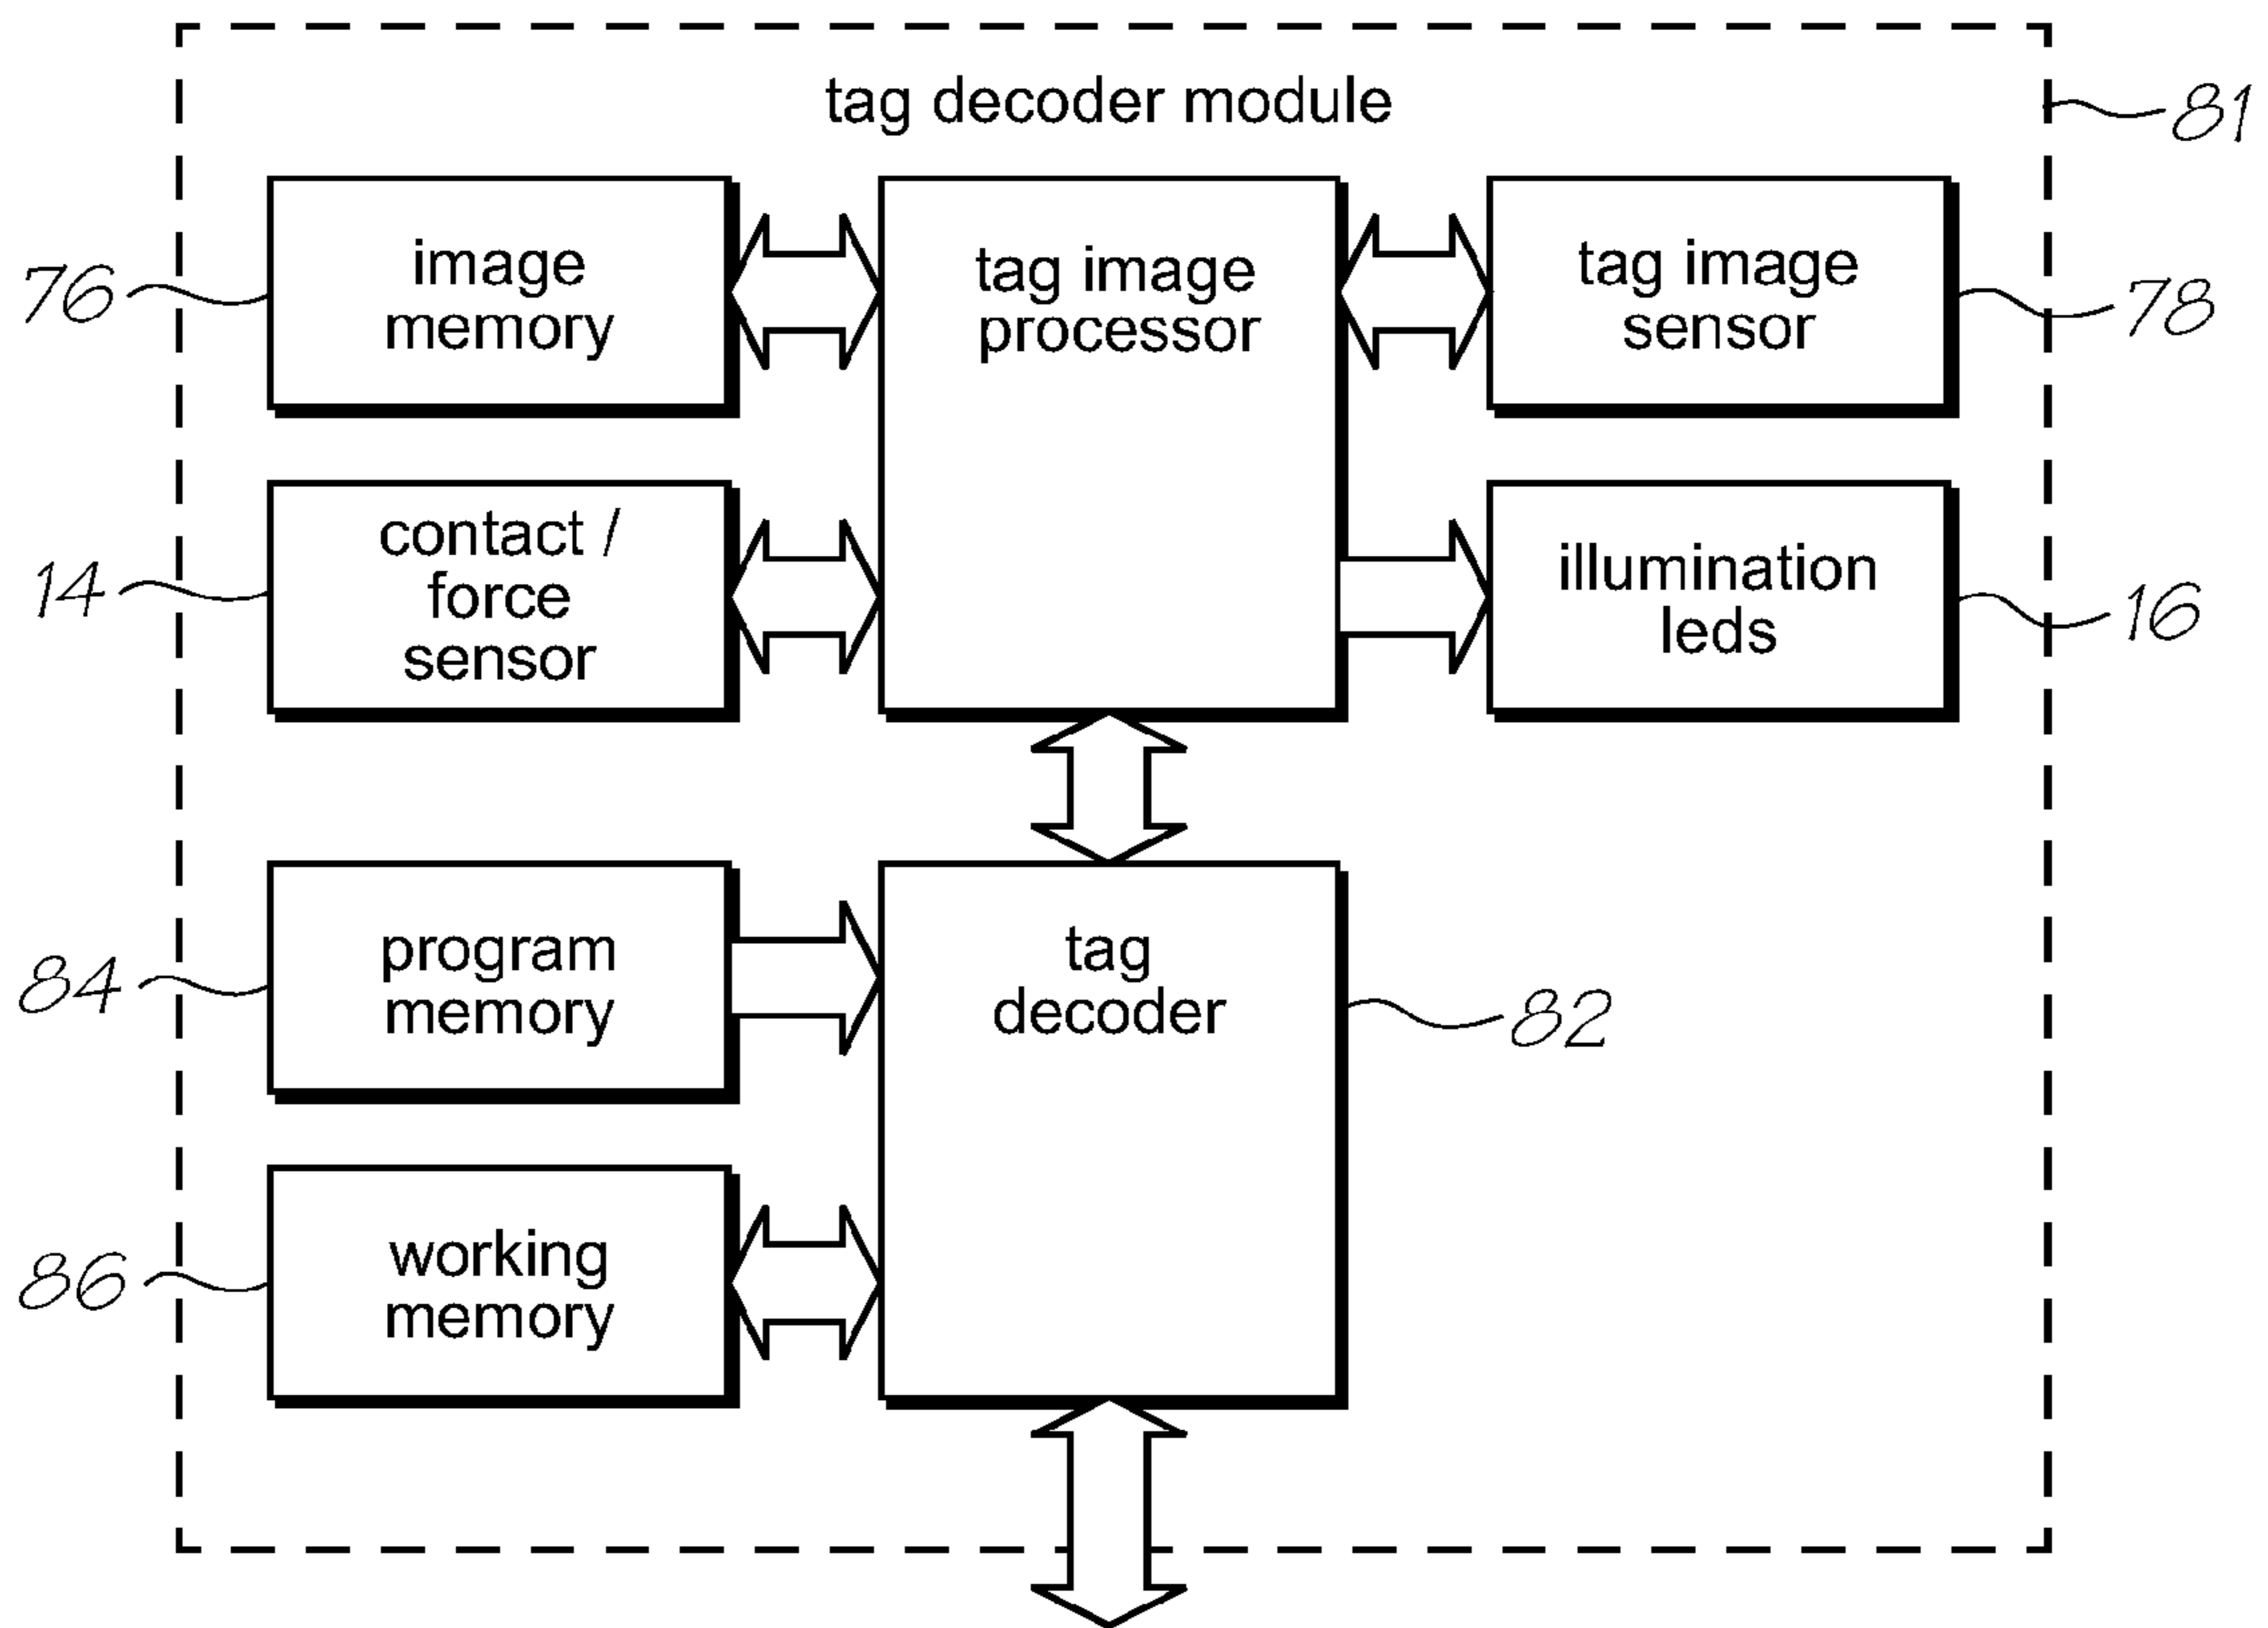 tag decoder module
81
image
memory
76
tag image
processor
tag image
sensor
78
contact /
force
sensor
14
illumination
leds
16
program
memory
84
tag
decoder
82
working
memory
86